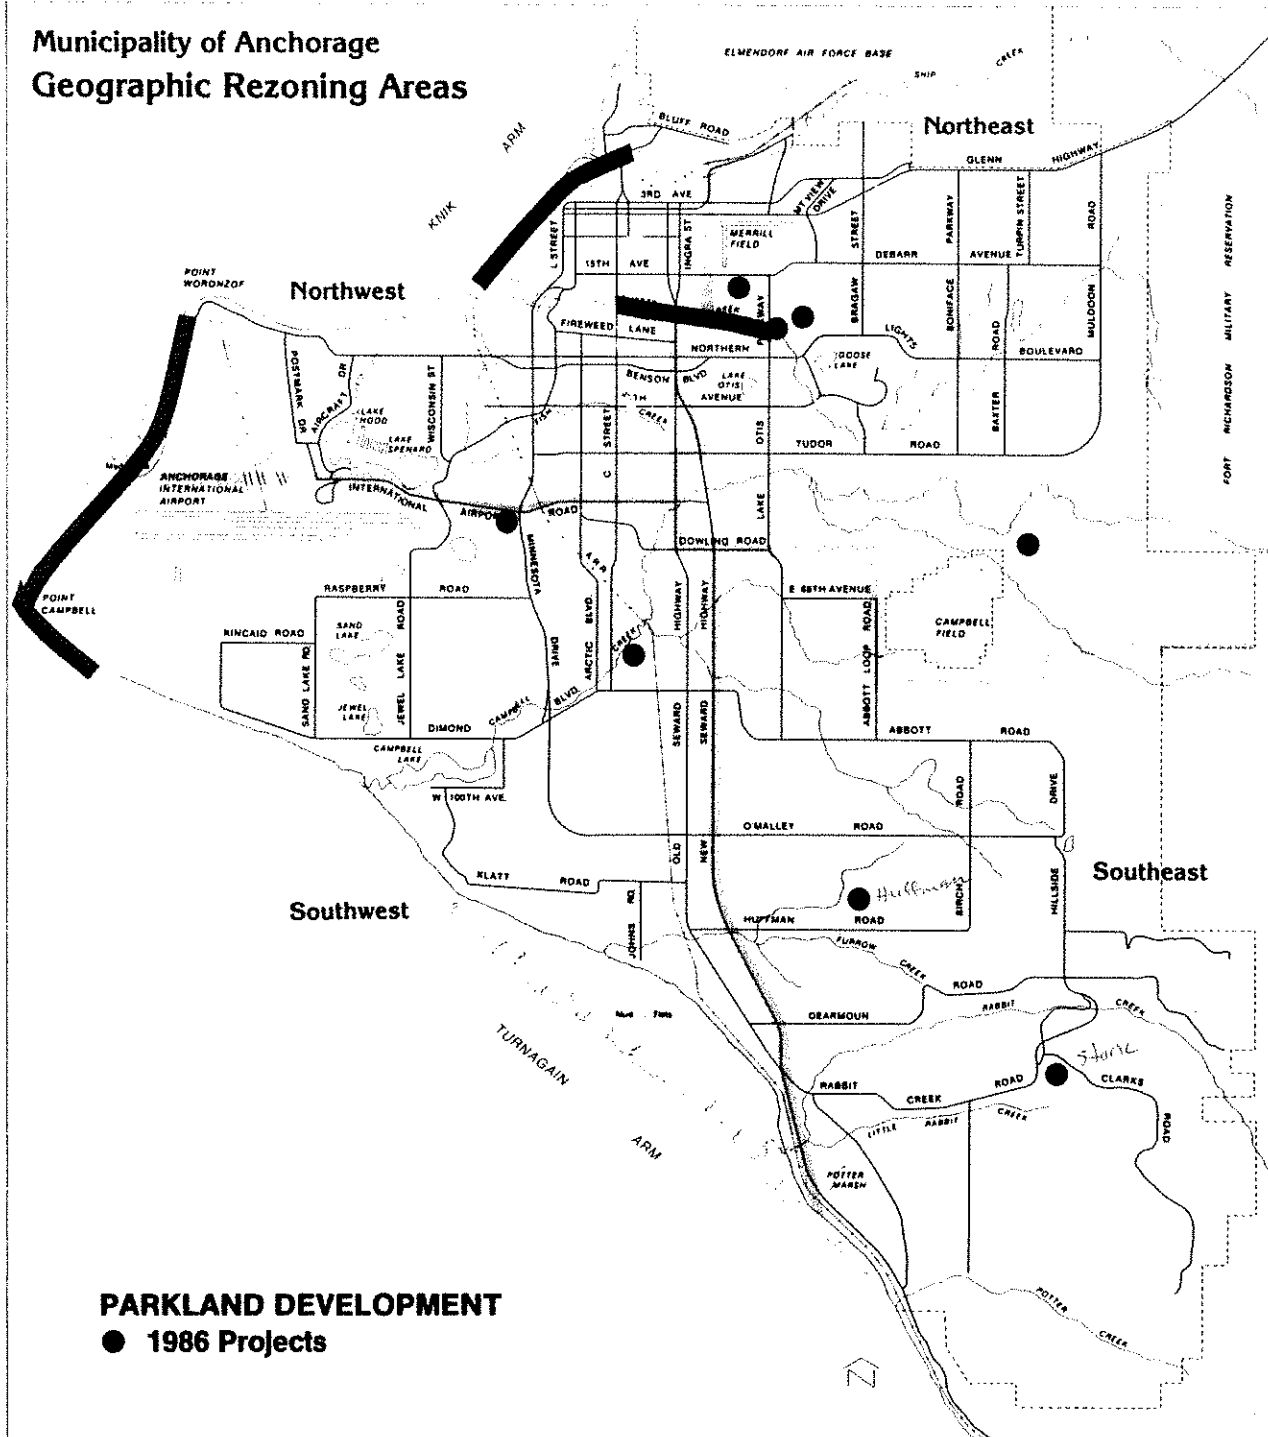 Municipality of Anchorage
Geographic Rezoning Areas
ELMENDORF AIR FORCE BASE
SHIP CREEK
BLUFF ROAD
Northeast
GLENN HIGHWAY
KNIK ARM
3RD AVE
MT VIEW DRIVE
L STREET
INGRA ST
MERRILL FIELD
STREET
PARKWAY
TURPIN STREET
ROAD
FORT RICHARDSON MILITARY RESERVATION
15TH AVE
DEBARR AVENUE
POINT WORONZOF
Northwest
BRAGAW
BONIFACE
ROAD
MULDOON
FIREWEED LANE
NORTHERN LIGHTS BOULEVARD
POSTMARK DR
AIRCRAFT RD
WISCONSIN ST
BENSON BLVD
LAKE OTIS
GOOSE LAKE
AVENUE
LAKE HOOD
LAKE SPENARD
FISH CREEK
C STREET
OTIS
BAXTER
TUDOR ROAD
ANCHORAGE INTERNATIONAL AIRPORT
INTERNATIONAL AIRPORT ROAD
LAKE
MINNESOTA
A.R.R.
DOWLING ROAD
POINT CAMPBELL
RASPBERRY ROAD
E 68TH AVENUE
KINCAID ROAD
SAND LAKE
ROAD
BLVD
HIGHWAY
HIGHWAY
ABBOTT LOOP ROAD
CAMPBELL FIELD
SAND LAKE RD
JEWEL LAKE
JEWEL LAKE
DRIVE
ARCTIC
CREEK
DIMOND BLVD
CAMPBELL
SEWARD
SEWARD
ABBOTT ROAD
CAMPBELL LAKE
W 100TH AVE.
ROAD
DRIVE
O'MALLEY ROAD
OLD
NEW
KLATT ROAD
Southeast
Huffman
BIRCH
HILLSIDE
Southwest
JOHNS RD
HUFFMAN ROAD
FURROW CREEK
ROAD
RABBIT CREEK
Mud Flats
DEARMOUN
TURNAGAIN ARM
RABBIT CREEK ROAD
CLARKS ROAD
LITTLE RABBIT CREEK
POTTER MARSH
POTTER CREEK
PARKLAND DEVELOPMENT
1986 Projects